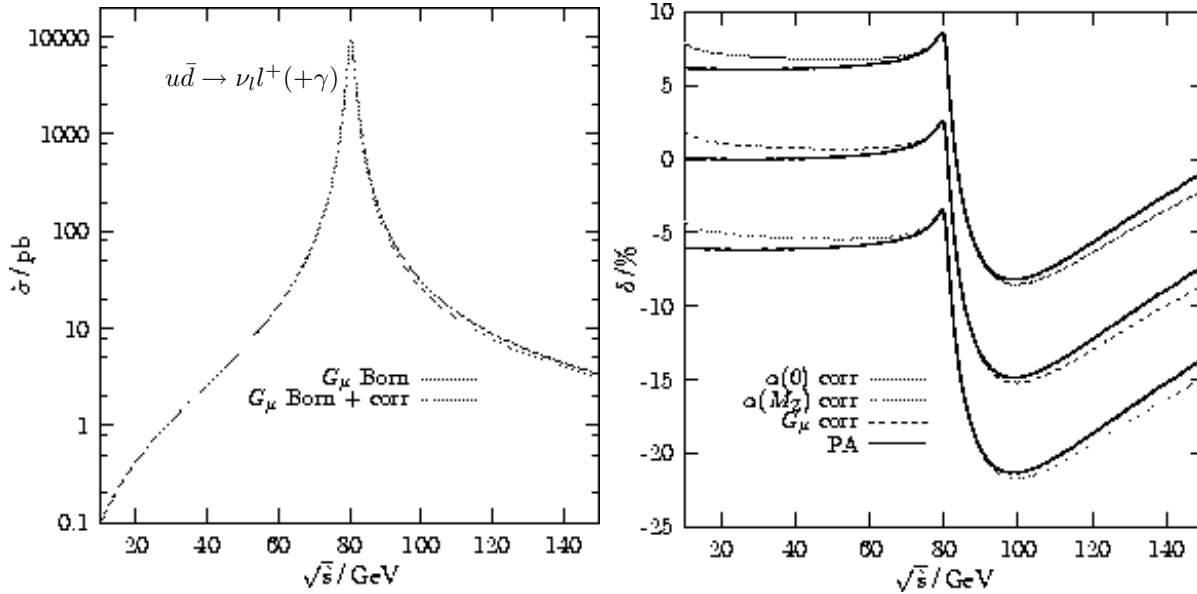 10000
1000
100
10
1
0.1
σ̂ / pb
u d̄ → ν_l l⁺ (+γ)
G_μ Born
G_μ Born + corr
20 40 60 80 100 120 140
√ŝ / GeV
10
5
0
-5
-10
-15
-20
-25
δ/%
α(0) corr
α(M_Z) corr
G_μ corr
PA
20 40 60 80 100 120 140
√ŝ / GeV